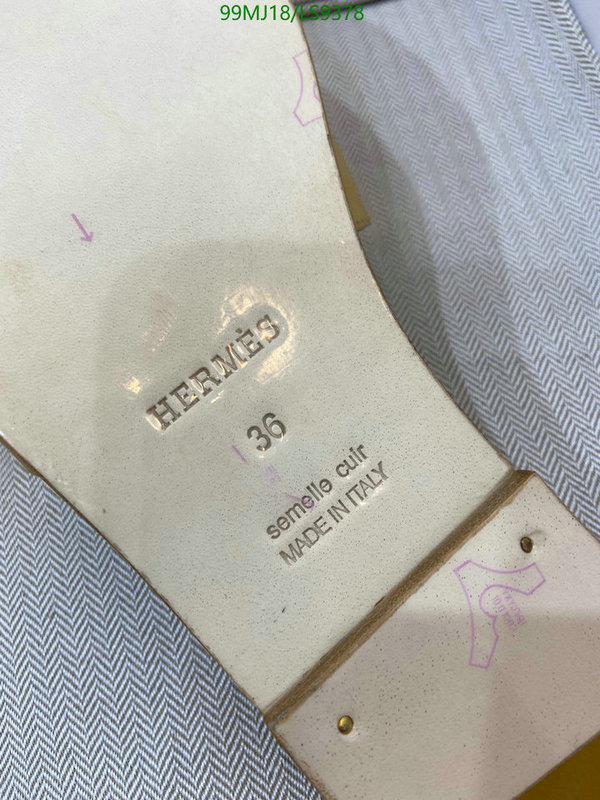 99MJ18/LS9378
HERMÈS
36
semelle cuir
MADE IN ITALY